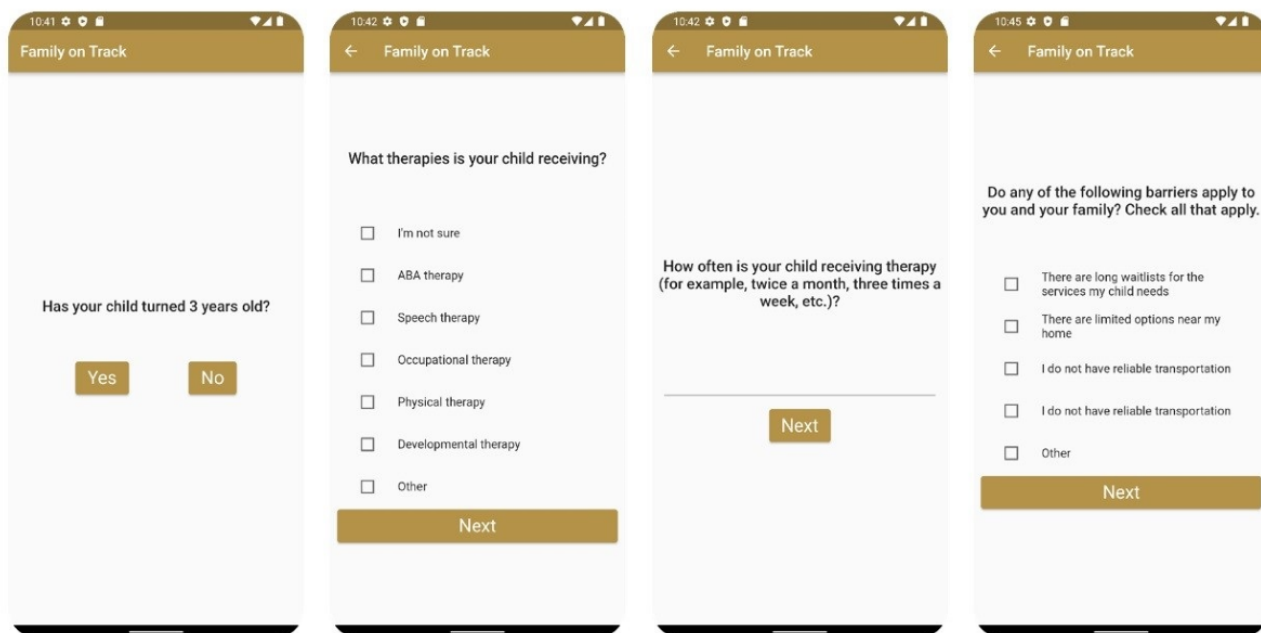 10:41
Family on Track
Has your child turned 3 years old?
Yes
No
10:42
Family on Track
What therapies is your child receiving?
I'm not sure
ABA therapy
Speech therapy
Occupational therapy
Physical therapy
Developmental therapy
Other
Next
10:42
Family on Track
How often is your child receiving therapy
(for example, twice a month, three times a
week, etc.)?
Next
10:45
Family on Track
Do any of the following barriers apply to
you and your family? Check all that apply.
There are long waitlists for the
services my child needs
There are limited options near my
home
I do not have reliable transportation
I do not have reliable transportation
Other
Next